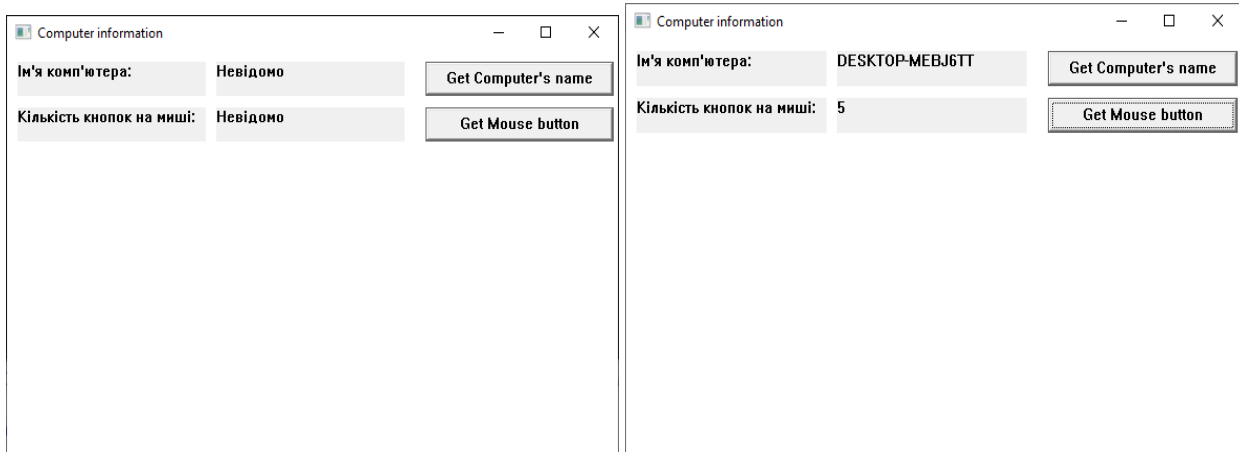 Computer information
Ім'я комп'ютера: Невідомо Get Computer's name
Кількість кнопок на миші: Невідомо Get Mouse button
Computer information
Ім'я комп'ютера: DESKTOP-MEBJ6TT Get Computer's name
Кількість кнопок на миші: 5 Get Mouse button